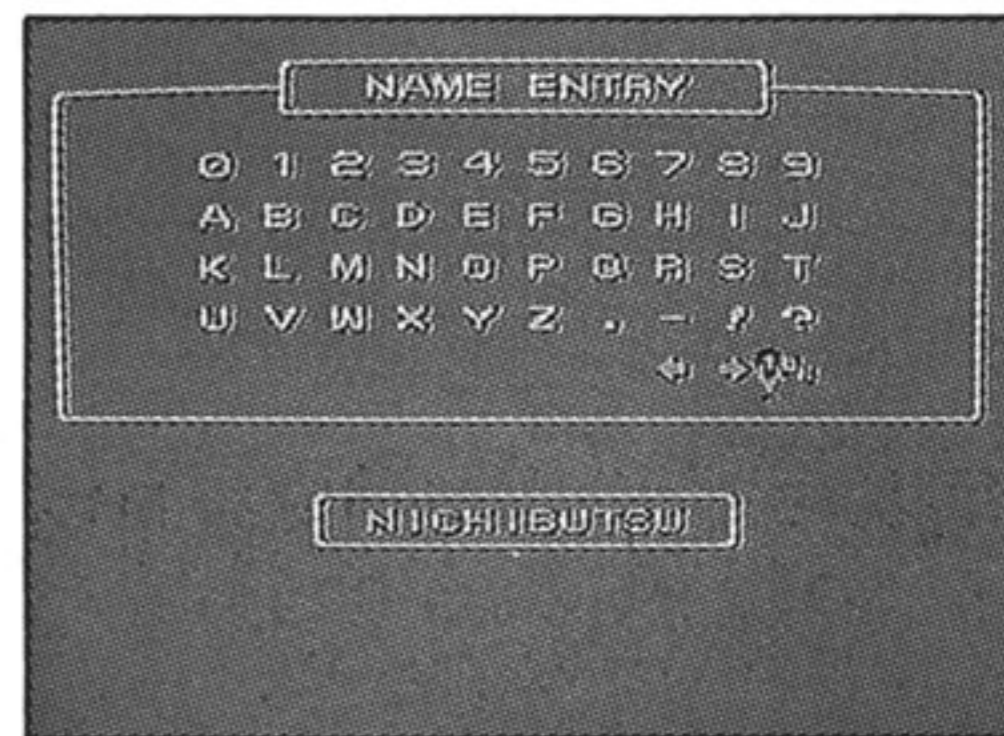 NAME ENTRY
0 1 2 3 4 5 6 7 8 9
A B C D E F G H I J
K L M N O P Q R S T
U V W X Y Z . - ! ?
← →
NICHIBUTSU